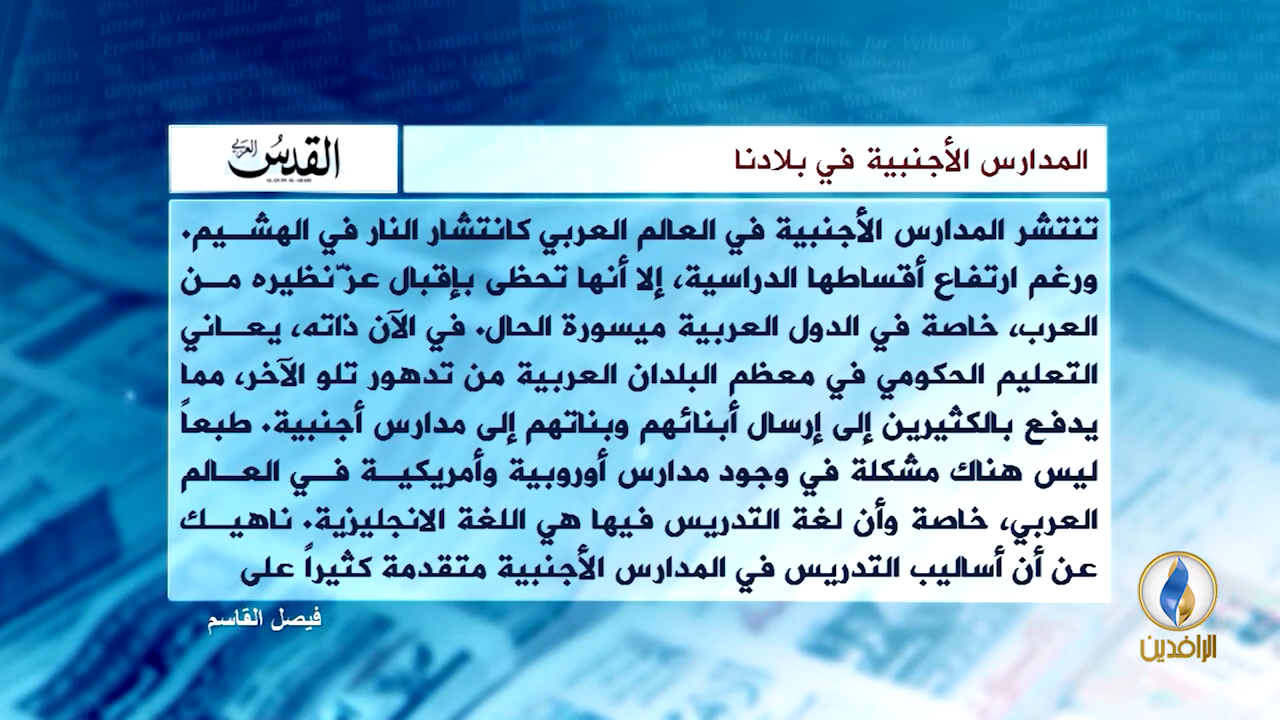 المدارس الأجنبية في بلادنا
القدس العربي
AL-QUDS AL-ARABI
تنتشر المدارس الأجنبية في العالم العربي كانتشار النار في الهشيم.
ورغم ارتفاع أقساطها الدراسية، إلا أنها تحظى بإقبال عزّ نظيره من
العرب، خاصة في الدول العربية ميسورة الحال. في الآن ذاته، يعاني
التعليم الحكومي في معظم البلدان العربية من تدهور تلو الآخر، مما
يدفع بالكثيرين إلى إرسال أبنائهم وبناتهم إلى مدارس أجنبية. طبعاً
ليس هناك مشكلة في وجود مدارس أوروبية وأمريكية في العالم
العربي، خاصة وأن لغة التدريس فيها هي اللغة الانجليزية. ناهيك
عن أن أساليب التدريس في المدارس الأجنبية متقدمة كثيراً على
فيصل القاسم
الرافدين